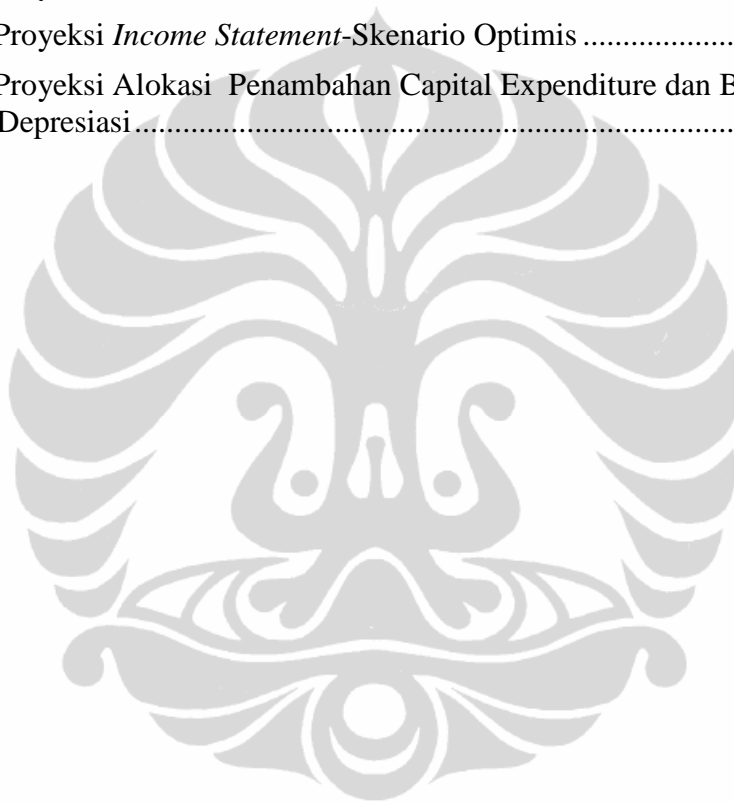 Proyeksi Income Statement-Skenario Optimis ....................
Proyeksi Alokasi Penambahan Capital Expenditure dan B
Depresiasi............................................................................